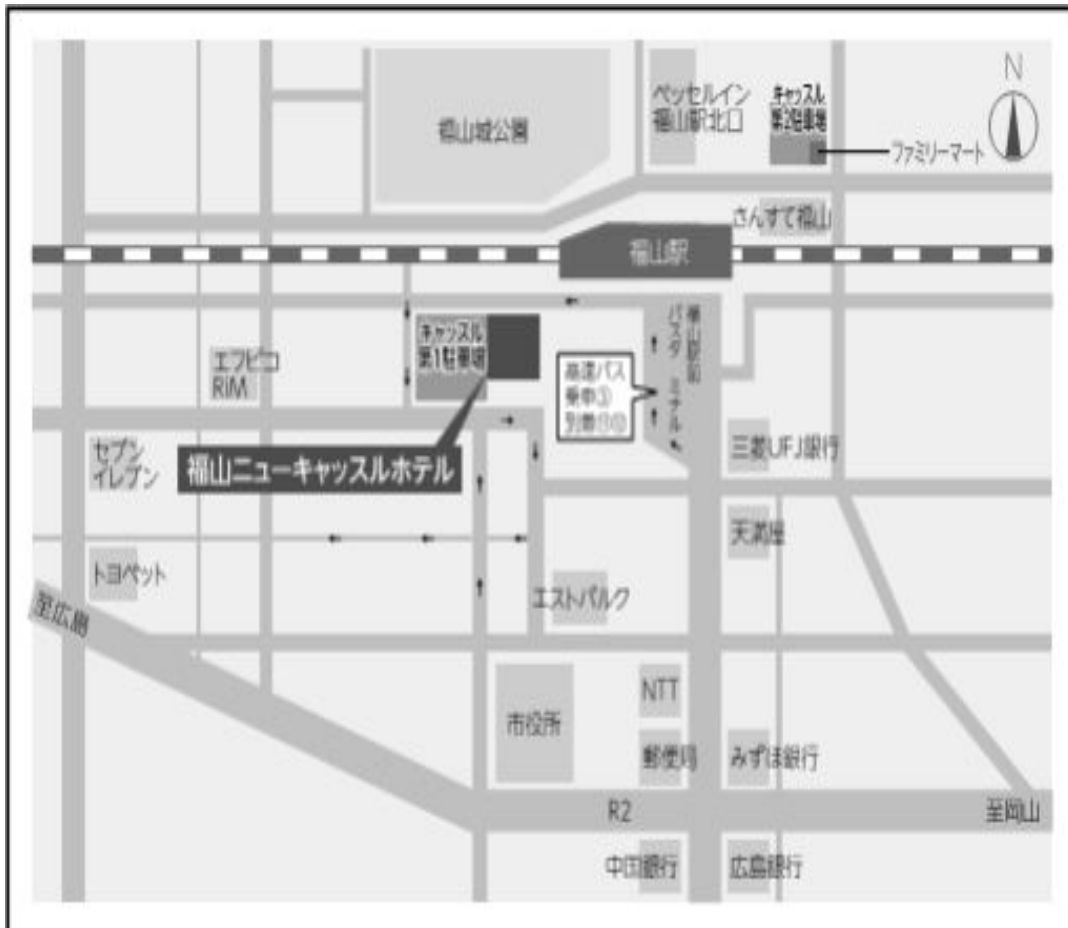 福山城公園
ベッセルイン
福山駅北口
キャッスル
第2駐車場
N
ファミリーマート
さんすて福山
福山駅
キャッスル
第1駐車場
福山駅前
バスターミナル
エフピコ
RiM
高速バス
乗車③
セブン
イレブン
福山ニューキャッスルホテル
三菱UFJ銀行
天満屋
トヨペット
エストパルク
至広島
NTT
市役所
郵便局
みずほ銀行
R2
至岡山
中国銀行
広島銀行